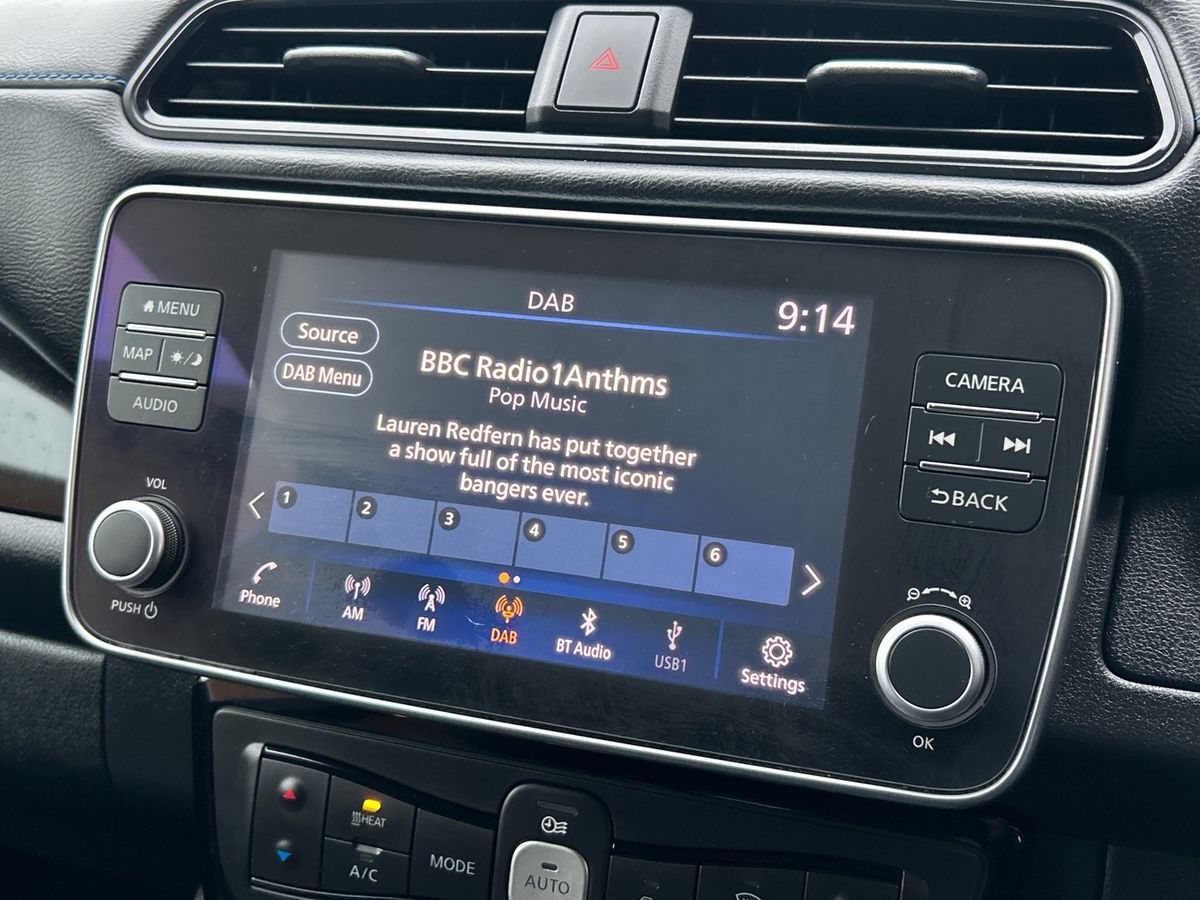 DAB
9:14
Source
DAB Menu
BBC Radio1Anthms
Pop Music
Lauren Redfern has put together
a show full of the most iconic
bangers ever.
1 2 3 4 5 6
Phone
AM
FM
DAB
BT Audio
USB1
Settings
MENU
MAP
AUDIO
VOL
PUSH
CAMERA
BACK
OK
HEAT
A/C
MODE
AUTO